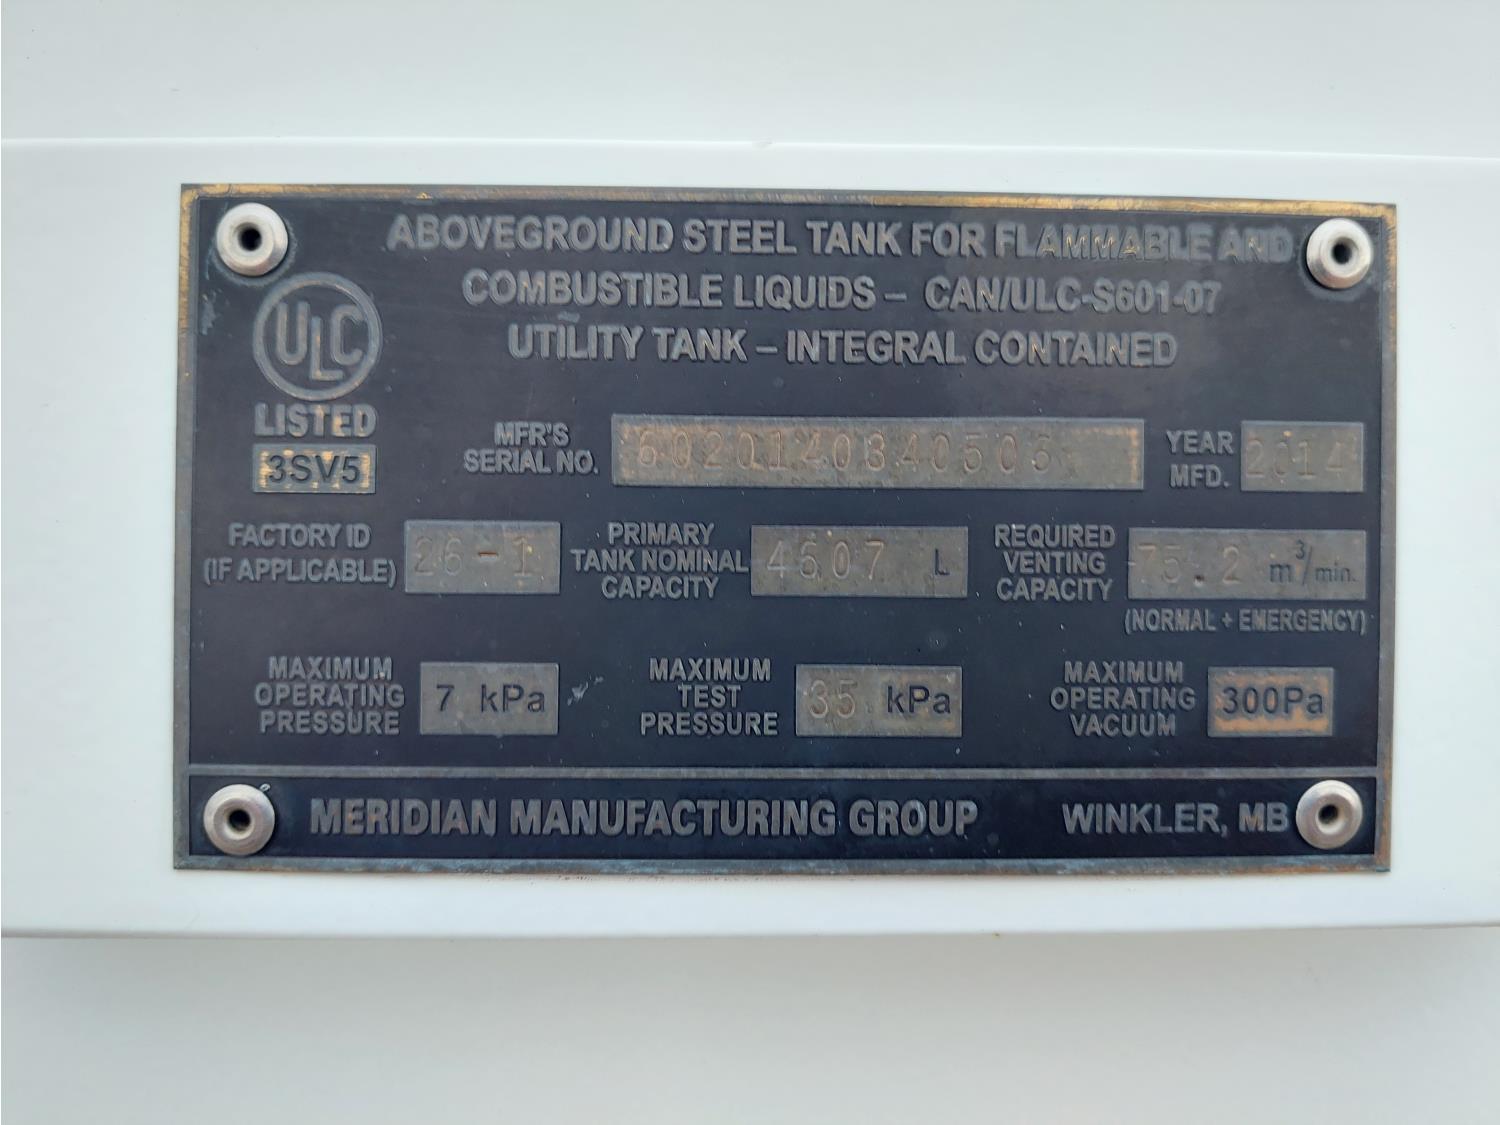 ABOVEGROUND STEEL TANK FOR FLAMMABLE AND
COMBUSTIBLE LIQUIDS – CAN/ULC-S601-07
UTILITY TANK – INTEGRAL CONTAINED
ULC
LISTED
3SV5
MFR'S
SERIAL NO.
YEAR
MFD. 2014
FACTORY ID
(IF APPLICABLE) 26-1
PRIMARY
TANK NOMINAL
CAPACITY
4607 L
REQUIRED
VENTING
CAPACITY
75.2 m³/min.
(NORMAL + EMERGENCY)
MAXIMUM
OPERATING
PRESSURE
7 kPa
MAXIMUM
TEST
PRESSURE
35 kPa
MAXIMUM
OPERATING
VACUUM
300Pa
MERIDIAN MANUFACTURING GROUP WINKLER, MB